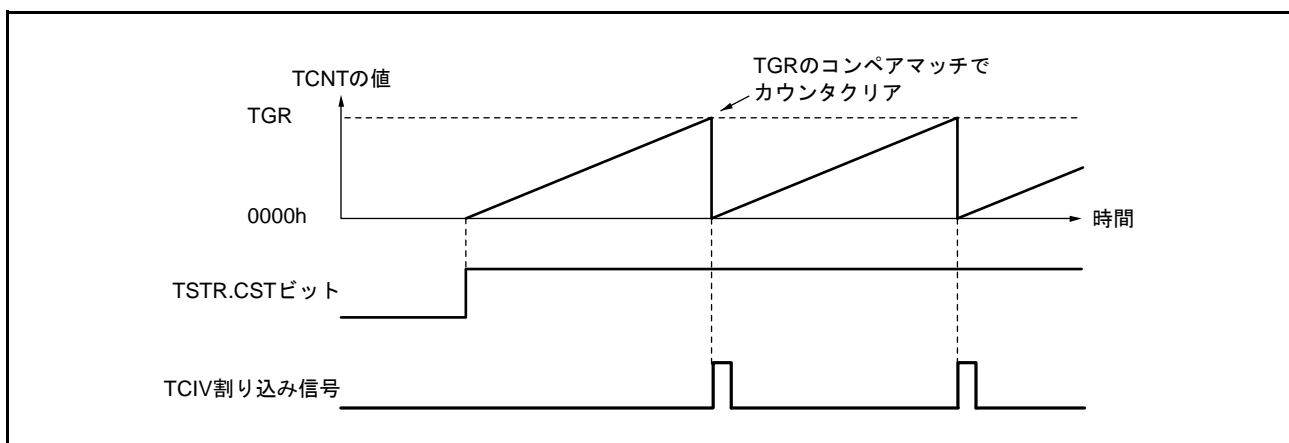 TCNTの値
TGRのコンペアマッチで
カウンタクリア
TGR
0000h
時間
TSTR.CSTビット
TCIV割り込み信号